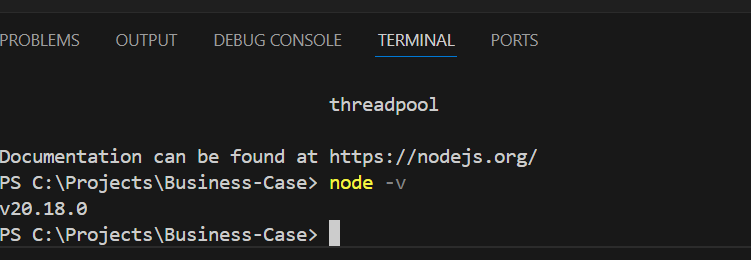 PROBLEMS OUTPUT DEBUG CONSOLE TERMINAL PORTS
threadpool
Documentation can be found at https://nodejs.org/
PS C:\Projects\Business-Case> node -v
v20.18.0
PS C:\Projects\Business-Case>